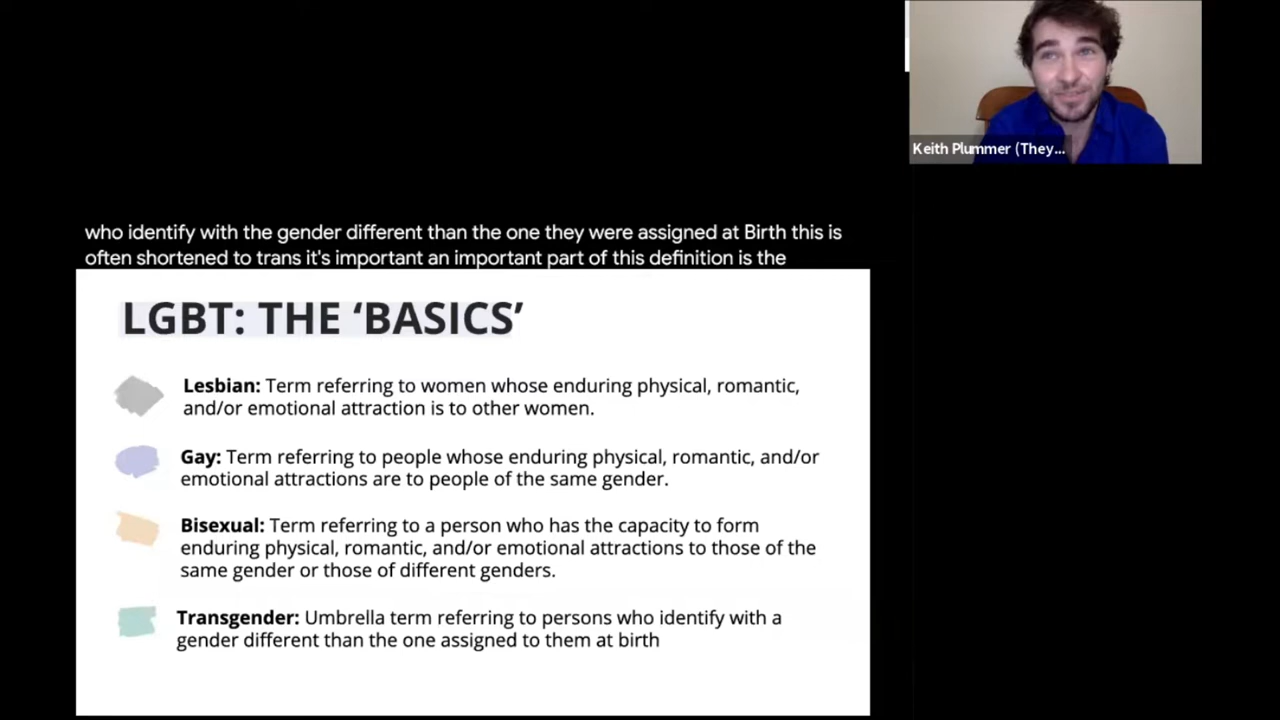 Keith Plummer (They...
who identify with the gender different than the one they were assigned at Birth this is
often shortened to trans it's important an important part of this definition is the
LGBT: THE ‘BASICS’
Lesbian: Term referring to women whose enduring physical, romantic,
and/or emotional attraction is to other women.
Gay: Term referring to people whose enduring physical, romantic, and/or
emotional attractions are to people of the same gender.
Bisexual: Term referring to a person who has the capacity to form
enduring physical, romantic, and/or emotional attractions to those of the
same gender or those of different genders.
Transgender: Umbrella term referring to persons who identify with a
gender different than the one assigned to them at birth